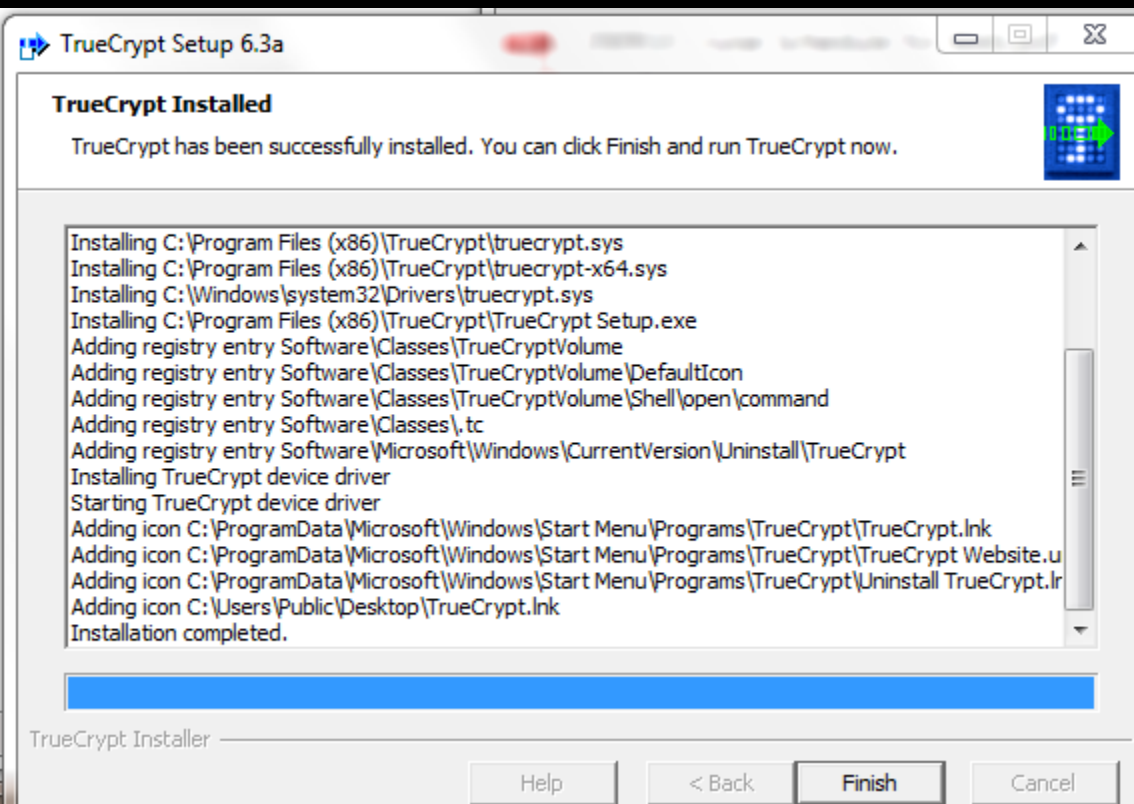 TrueCrypt Setup 6.3a
TrueCrypt Installed
TrueCrypt has been successfully installed. You can click Finish and run TrueCrypt now.
Installing C:\Program Files (x86)\TrueCrypt\truecrypt.sys
Installing C:\Program Files (x86)\TrueCrypt\truecrypt-x64.sys
Installing C:\Windows\system32\Drivers\truecrypt.sys
Installing C:\Program Files (x86)\TrueCrypt\TrueCrypt Setup.exe
Adding registry entry Software\Classes\TrueCryptVolume
Adding registry entry Software\Classes\TrueCryptVolume\DefaultIcon
Adding registry entry Software\Classes\TrueCryptVolume\Shell\open\command
Adding registry entry Software\Classes\.tc
Adding registry entry Software\Microsoft\Windows\CurrentVersion\Uninstall\TrueCrypt
Installing TrueCrypt device driver
Starting TrueCrypt device driver
Adding icon C:\ProgramData\Microsoft\Windows\Start Menu\Programs\TrueCrypt\TrueCrypt.lnk
Adding icon C:\ProgramData\Microsoft\Windows\Start Menu\Programs\TrueCrypt\TrueCrypt Website.u
Adding icon C:\ProgramData\Microsoft\Windows\Start Menu\Programs\TrueCrypt\Uninstall TrueCrypt.lr
Adding icon C:\Users\Public\Desktop\TrueCrypt.lnk
Installation completed.
TrueCrypt Installer
Help < Back Finish Cancel